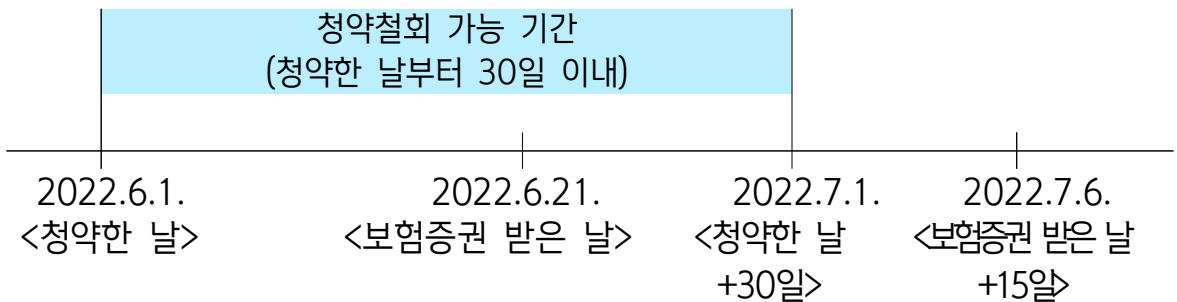 청약철회 가능 기간
(청약한 날부터 30일 이내)
2022.6.1. 2022.6.21. 2022.7.1. 2022.7.6.
<청약한 날> <보험증권 받은 날> <청약한 날 <보험증권 받은 날
+30일> +15일>